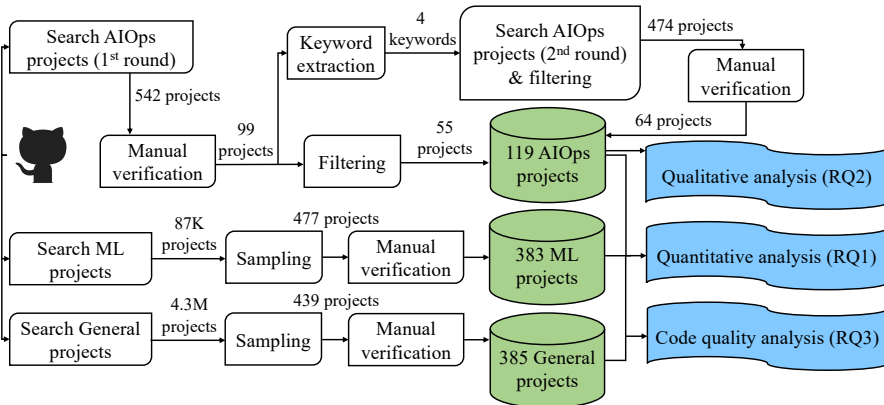 Search AIOps
projects (1st round)
542 projects
Manual
verification
99
projects
Keyword
extraction
4
keywords
Search AIOps
projects (2nd round)
& filtering
474 projects
Manual
verification
64 projects
Filtering
55
projects
119 AIOps
projects
Qualitative analysis (RQ2)
Search ML
projects
87K
projects
Sampling
477 projects
Manual
verification
383 ML
projects
Quantitative analysis (RQ1)
Search General
projects
4.3M
projects
Sampling
439 projects
Manual
verification
385 General
projects
Code quality analysis (RQ3)